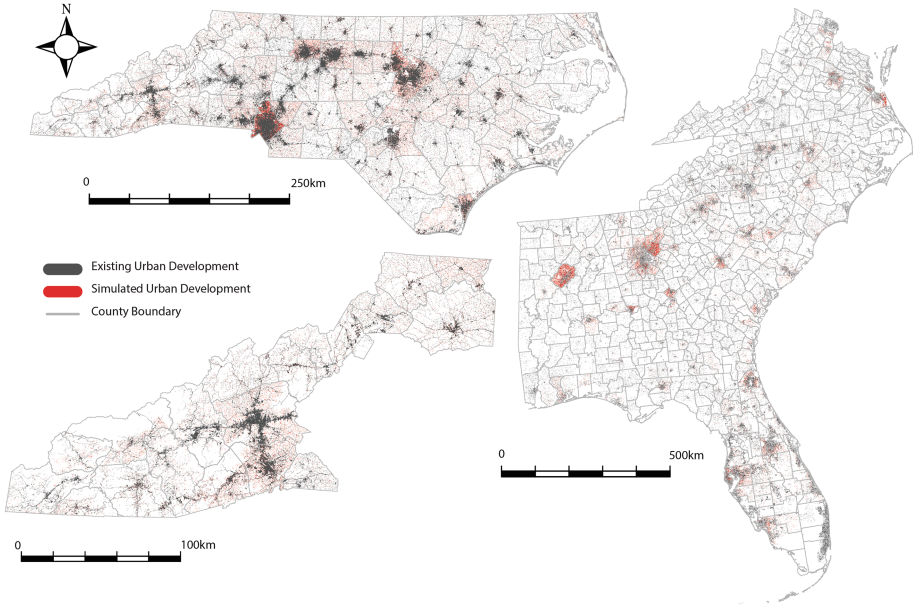 N
0 250km
Existing Urban Development
Simulated Urban Development
County Boundary
0 500km
0 100km